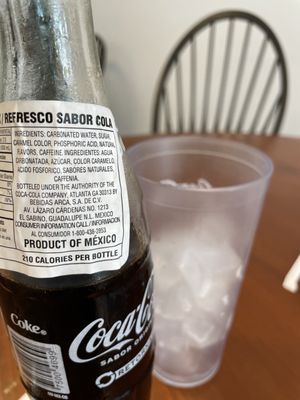 REFRESCO SABOR COLA
INGREDIENTS: CARBONATED WATER, SUGAR,
CARAMEL COLOR, PHOSPHORIC ACID, NATURAL
FLAVORS, CAFFEINE/INGREDIENTES: AGUA
CARBONATADA, AZÚCAR, COLOR CARAMELO,
ÁCIDO FOSFÓRICO, SABORES NATURALES,
CAFEÍNA.
BOTTLED UNDER THE AUTHORITY OF THE
COCA-COLA COMPANY, ATLANTA GA 30313 BY
BEBIDAS ARCA, S.A. DE C.V.
AV. LÁZARO CÁRDENAS NO. 1213
EL SABINO, GUADALUPE N.L. MEXICO
CONSUMER INFORMATION CALL /
AL CONSUMIDOR 1-800-438-2653
PRODUCT OF MÉXICO
210 CALORIES PER BOTTLE
Coke
Coca-Co
SABOR OR
RETO